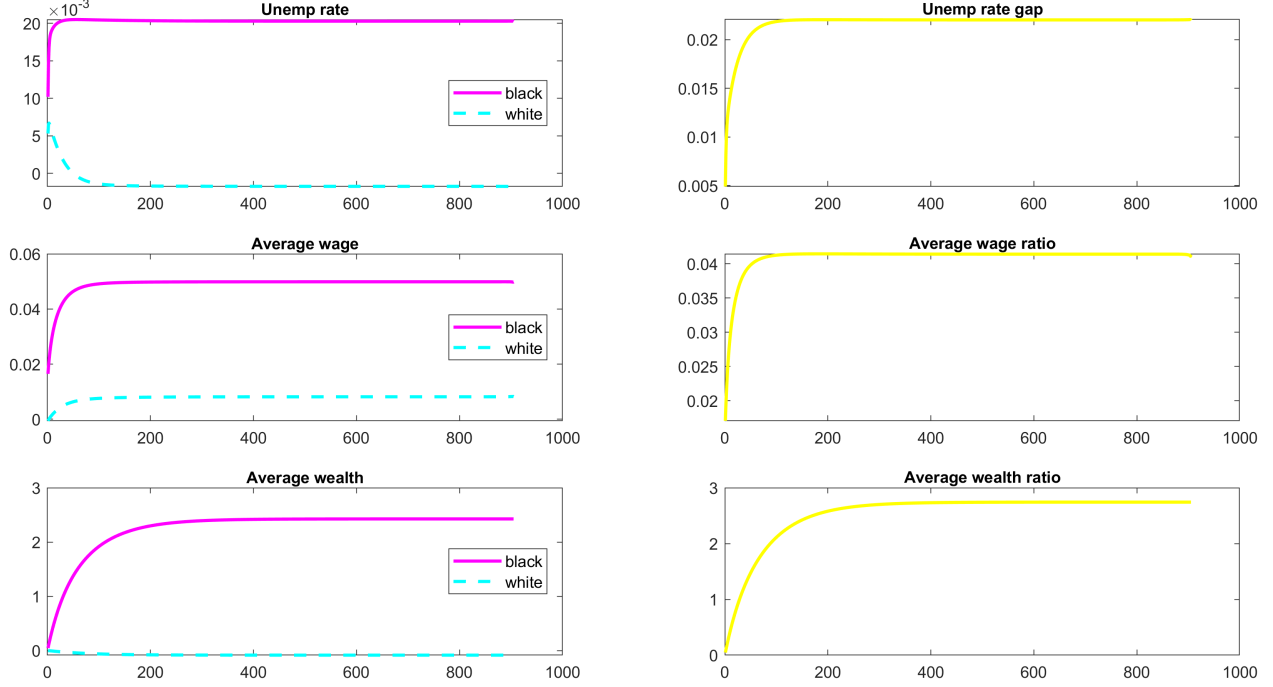 Unemp rate
×10-3
20
15
10
5
0
black
white
0 200 400 600 800 1000
Unemp rate gap
0.02
0.015
0.01
0.005
0 200 400 600 800 1000
Average wage
0.06
0.04
0.02
0
black
white
0 200 400 600 800 1000
Average wage ratio
0.04
0.035
0.03
0.025
0.02
0 200 400 600 800 1000
Average wealth
3
2
1
0
black
white
0 200 400 600 800 1000
Average wealth ratio
3
2
1
0
0 200 400 600 800 1000